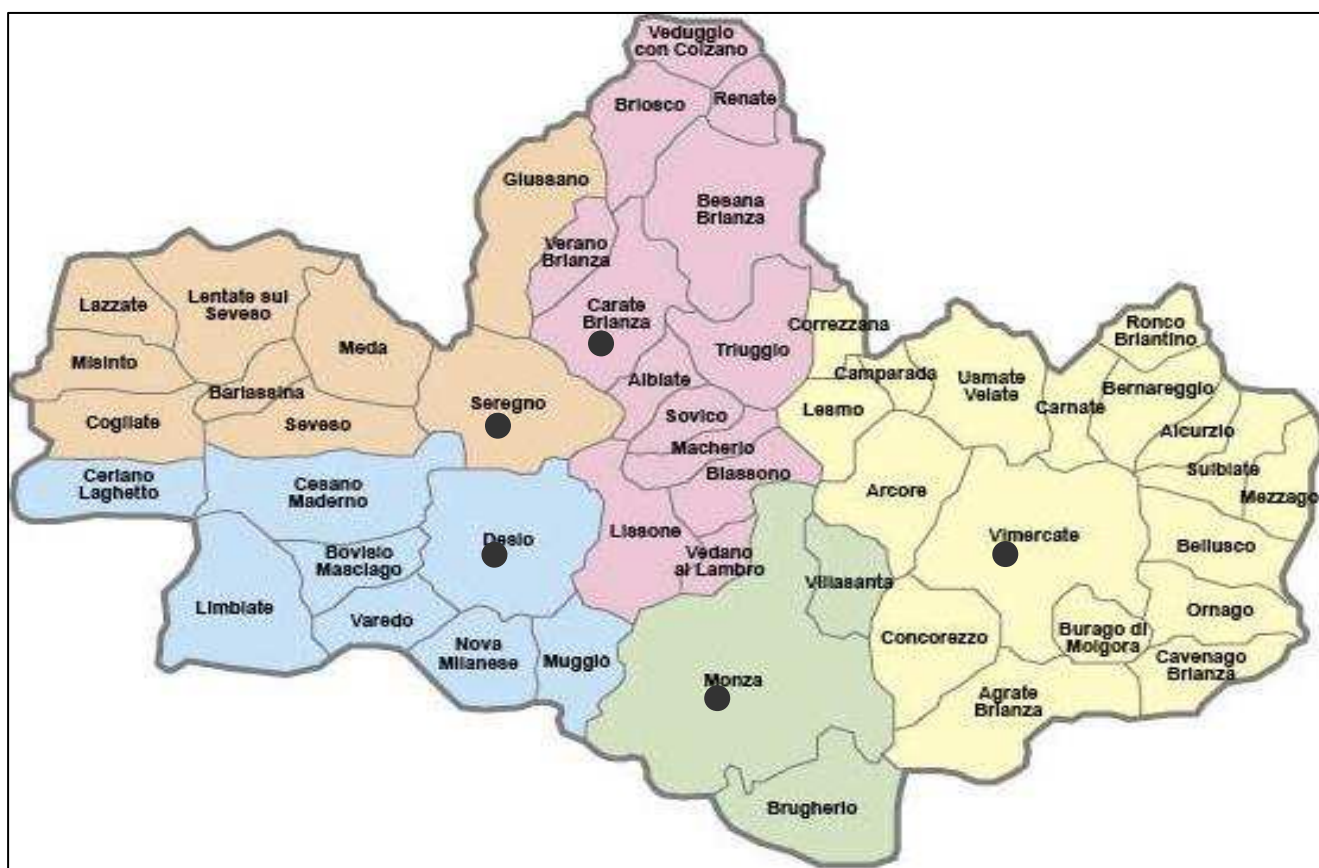 Veduggio
con Colzano
Renate
Briosco
Giussano
Besana
Brianza
Verano
Brianza
Lazzate
Lentate sul
Seveso
Carate
Brianza
Correzzana
Ronco
Briantino
Meda
Triuggio
Misinto
Albiate
Camparada
Usmate
Velate
Bernareggio
Barlassina
Seregno
Lesmo
Carnate
Cogliate
Seveso
Sovico
Aicurzio
Macherio
Sulbiate
Ceriano
Laghetto
Cesano
Maderno
Biassono
Arcore
Mezzago
Lissone
Desio
Vimercate
Bellusco
Bovisio
Masciago
Vedano
al Lambro
Villasanta
Limbiate
Varedo
Ornago
Nova
Milanese
Muggiò
Concorezzo
Burago di
Molgora
Cavenago
Brianza
Monza
Agrate
Brianza
Brugherio